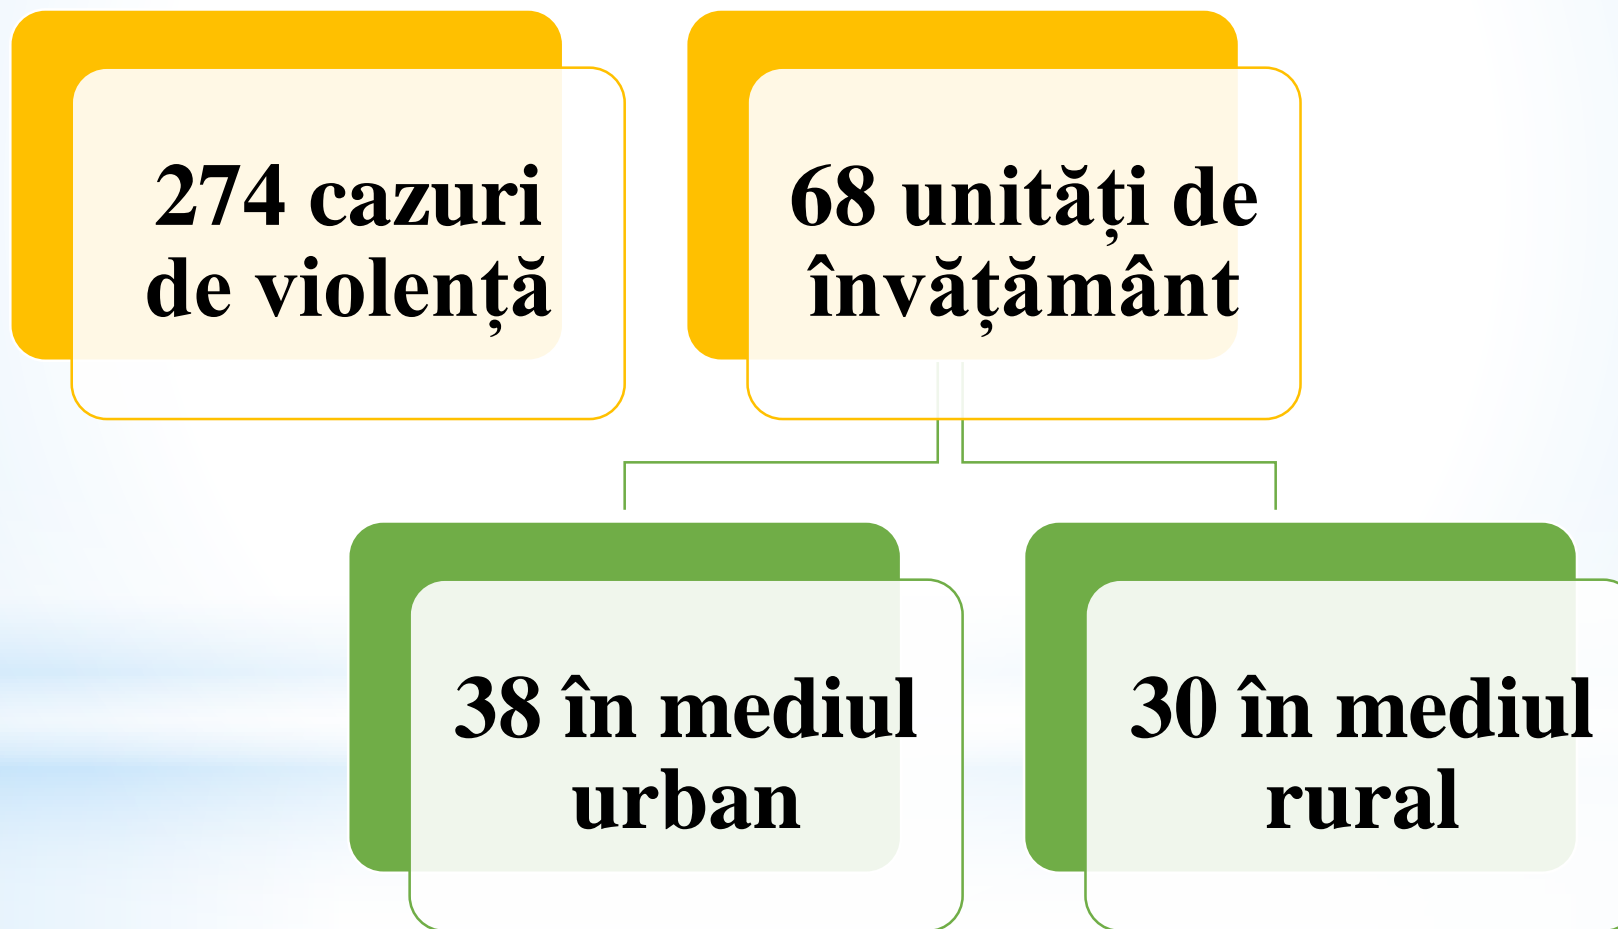 274 cazuri
de violență
68 unități de
învățământ
38 în mediul
urban
30 în mediul
rural